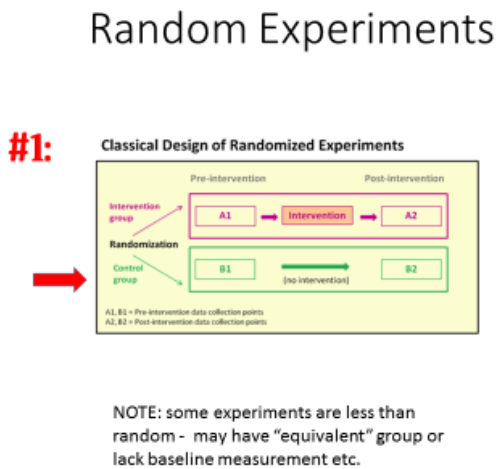 Random Experiments
#1:
Classical Design of Randomized Experiments
Pre-intervention Post-intervention
Intervention
group
A1 Intervention A2
Randomization
Control
group
B1 B2
(no intervention)
A1, B1 = Pre-intervention data collection points
A2, B2 = Post-intervention data collection points
NOTE: some experiments are less than
random - may have “equivalent” group or
lack baseline measurement etc.